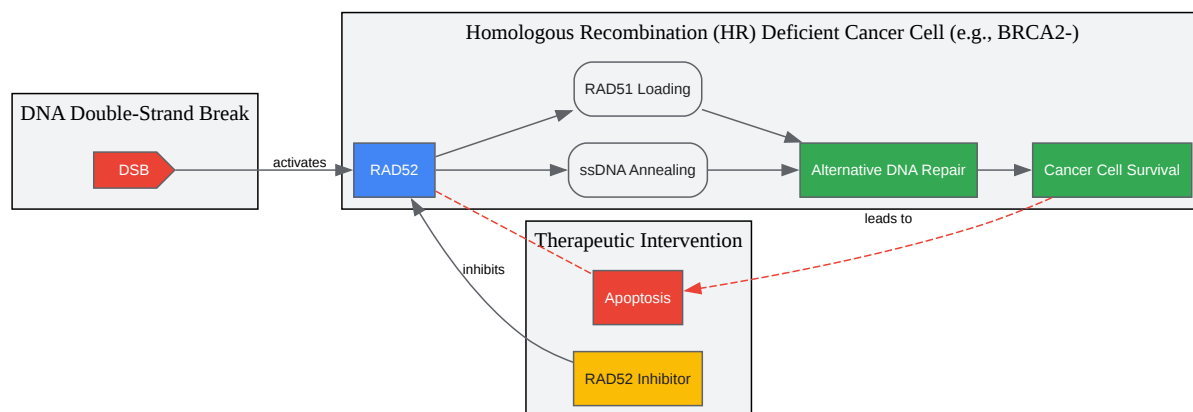 Homologous Recombination (HR) Deficient Cancer Cell (e.g., BRCA2-)
RAD51 Loading
DNA Double-Strand Break
DSB
activates
RAD52
ssDNA Annealing
Alternative DNA Repair
Cancer Cell Survival
leads to
Therapeutic Intervention
inhibits
Apoptosis
RAD52 Inhibitor